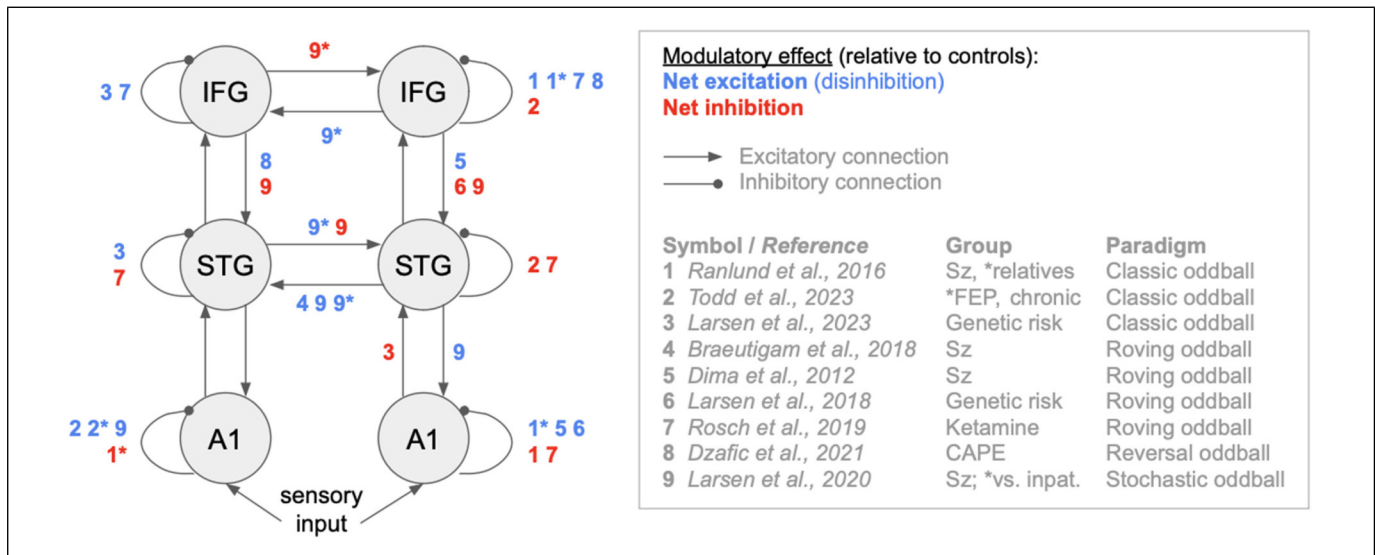 9*
IFG
IFG
3 7
1 1* 7 8
2
9*
8
9
5
6 9
9* 9
STG
STG
3
7
2 7
4 9 9*
3
9
A1
A1
2 2* 9
1*
1* 5 6
1 7
sensory
input
Modulatory effect (relative to controls):
Net excitation (disinhibition)
Net inhibition
Excitatory connection
Inhibitory connection
Symbol / Reference Group Paradigm
1 Ranlund et al., 2016 Sz, *relatives Classic oddball
2 Todd et al., 2023 *FEP, chronic Classic oddball
3 Larsen et al., 2023 Genetic risk Classic oddball
4 Braeutigam et al., 2018 Sz Roving oddball
5 Dima et al., 2012 Sz Roving oddball
6 Larsen et al., 2018 Genetic risk Roving oddball
7 Rosch et al., 2019 Ketamine Roving oddball
8 Dzafic et al., 2021 CAPE Reversal oddball
9 Larsen et al., 2020 Sz; *vs. inpat. Stochastic oddball